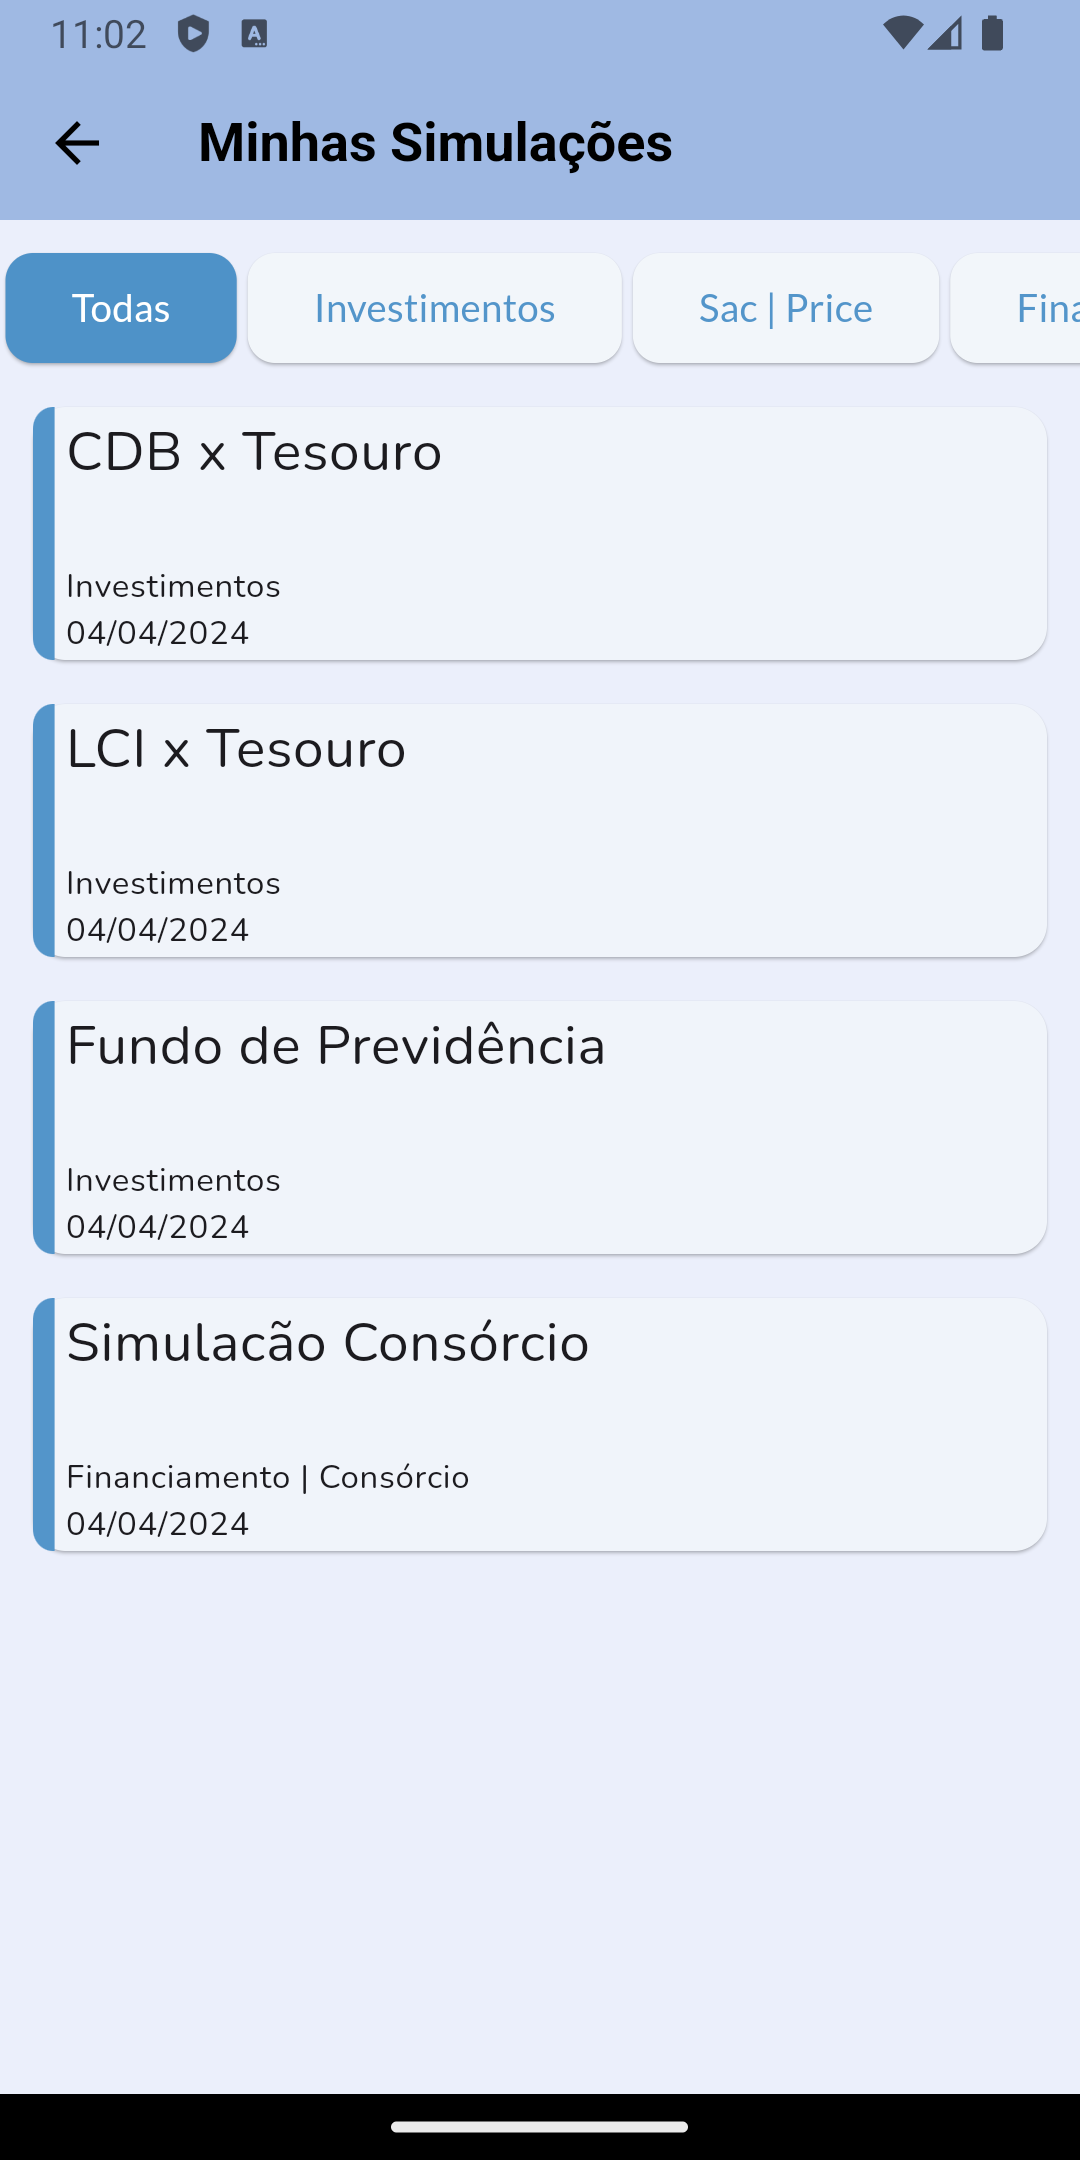 11:02
Minhas Simulações
Todas Investimentos Sac | Price Fina
CDB x Tesouro
Investimentos
04/04/2024
LCI x Tesouro
Investimentos
04/04/2024
Fundo de Previdência
Investimentos
04/04/2024
Simulacão Consórcio
Financiamento | Consórcio
04/04/2024